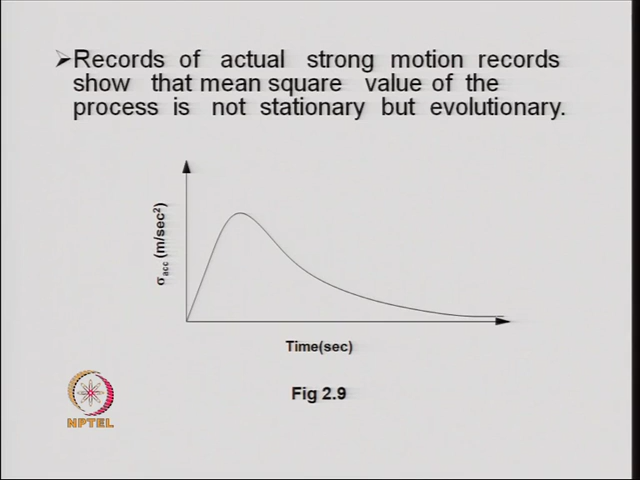 ➢Records of actual strong motion records
show that mean square value of the
process is not stationary but evolutionary.
σacc (m/sec²)
Time(sec)
Fig 2.9
NPTEL